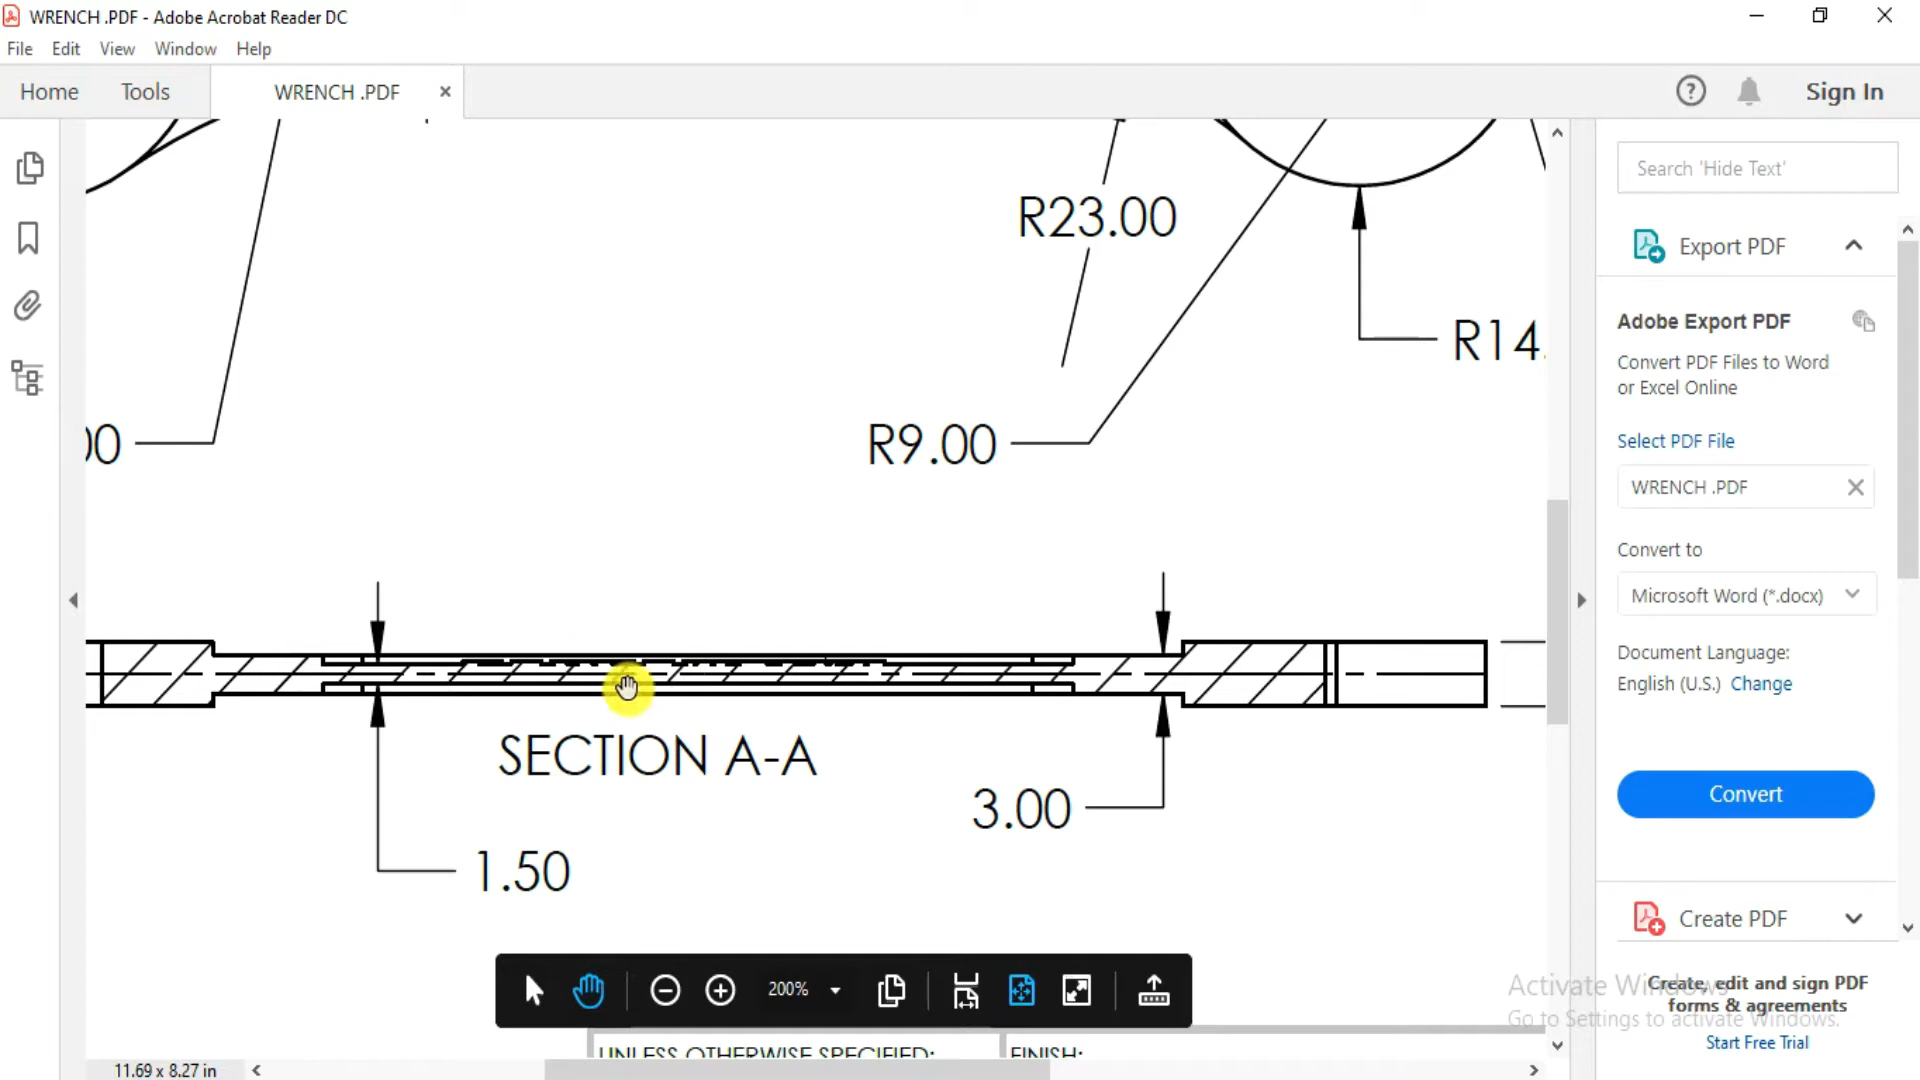 WRENCH .PDF - Adobe Acrobat Reader DC
File Edit View Window Help
Home Tools WRENCH .PDF Sign In
Search 'Hide Text'
Export PDF
Adobe Export PDF
Convert PDF Files to Word
or Excel Online
Select PDF File
WRENCH .PDF
Convert to
Microsoft Word (*.docx)
Document Language:
English (U.S.) Change
Convert
Create PDF
Create, edit and sign PDF
forms & agreements
Start Free Trial
Activate Windows
Go to Settings to activate Windows.
R23.00
R14.
00
R9.00
SECTION A-A
3.00
1.50
200%
UNLESS OTHERWISE SPECIFIED: FINISH:
11.69 x 8.27 in